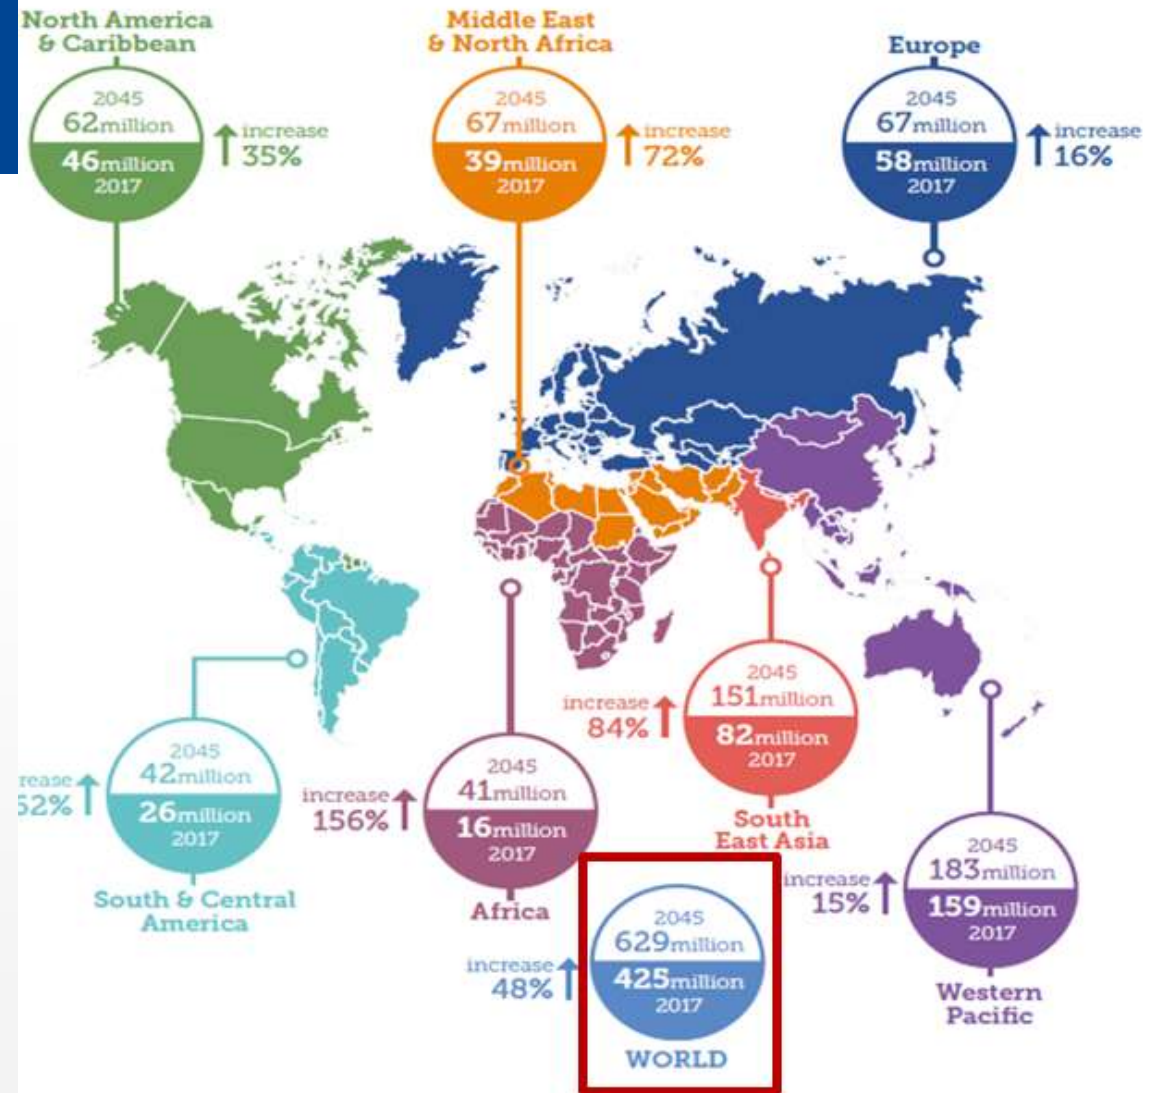 North America
& Caribbean
2045
62million
46million
2017
increase
35%
Middle East
& North Africa
2045
67million
39million
2017
increase
72%
Europe
2045
67million
58million
2017
increase
16%
2045
42million
26million
2017
62%
South & Central
America
increase
156%
2045
41million
16million
2017
Africa
increase
84%
2045
151million
82million
2017
South
East Asia
increase
15%
2045
183million
159million
2017
Western
Pacific
increase
48%
2045
629million
425million
2017
WORLD